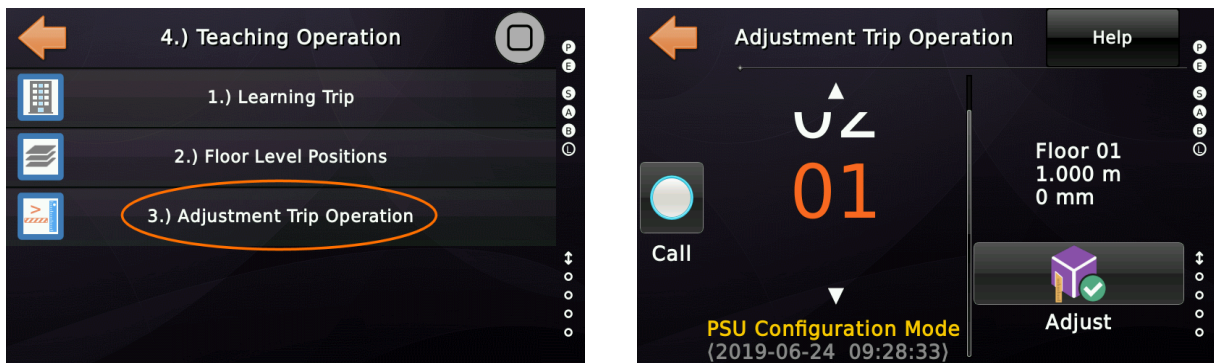 4.) Teaching Operation
P
E
S
A
B
L
1.) Learning Trip
2.) Floor Level Positions
3.) Adjustment Trip Operation
Adjustment Trip Operation
Help
P
E
S
A
B
L
02
01
Call
Floor 01
1.000 m
0 mm
Adjust
PSU Configuration Mode
(2019-06-24 09:28:33)